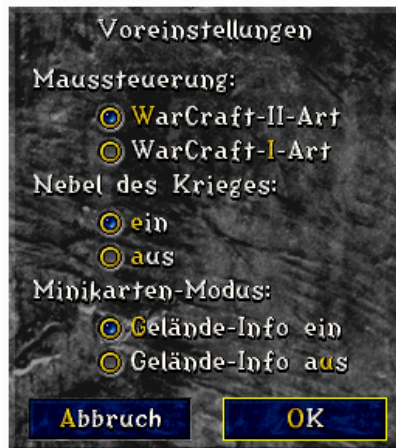 Voreinstellungen
Maussteuerung:
WarCraft-II-Art
WarCraft-I-Art
Nebel des Krieges:
ein
aus
Minikarten-Modus:
Gelände-Info ein
Gelände-Info aus
Abbruch
OK